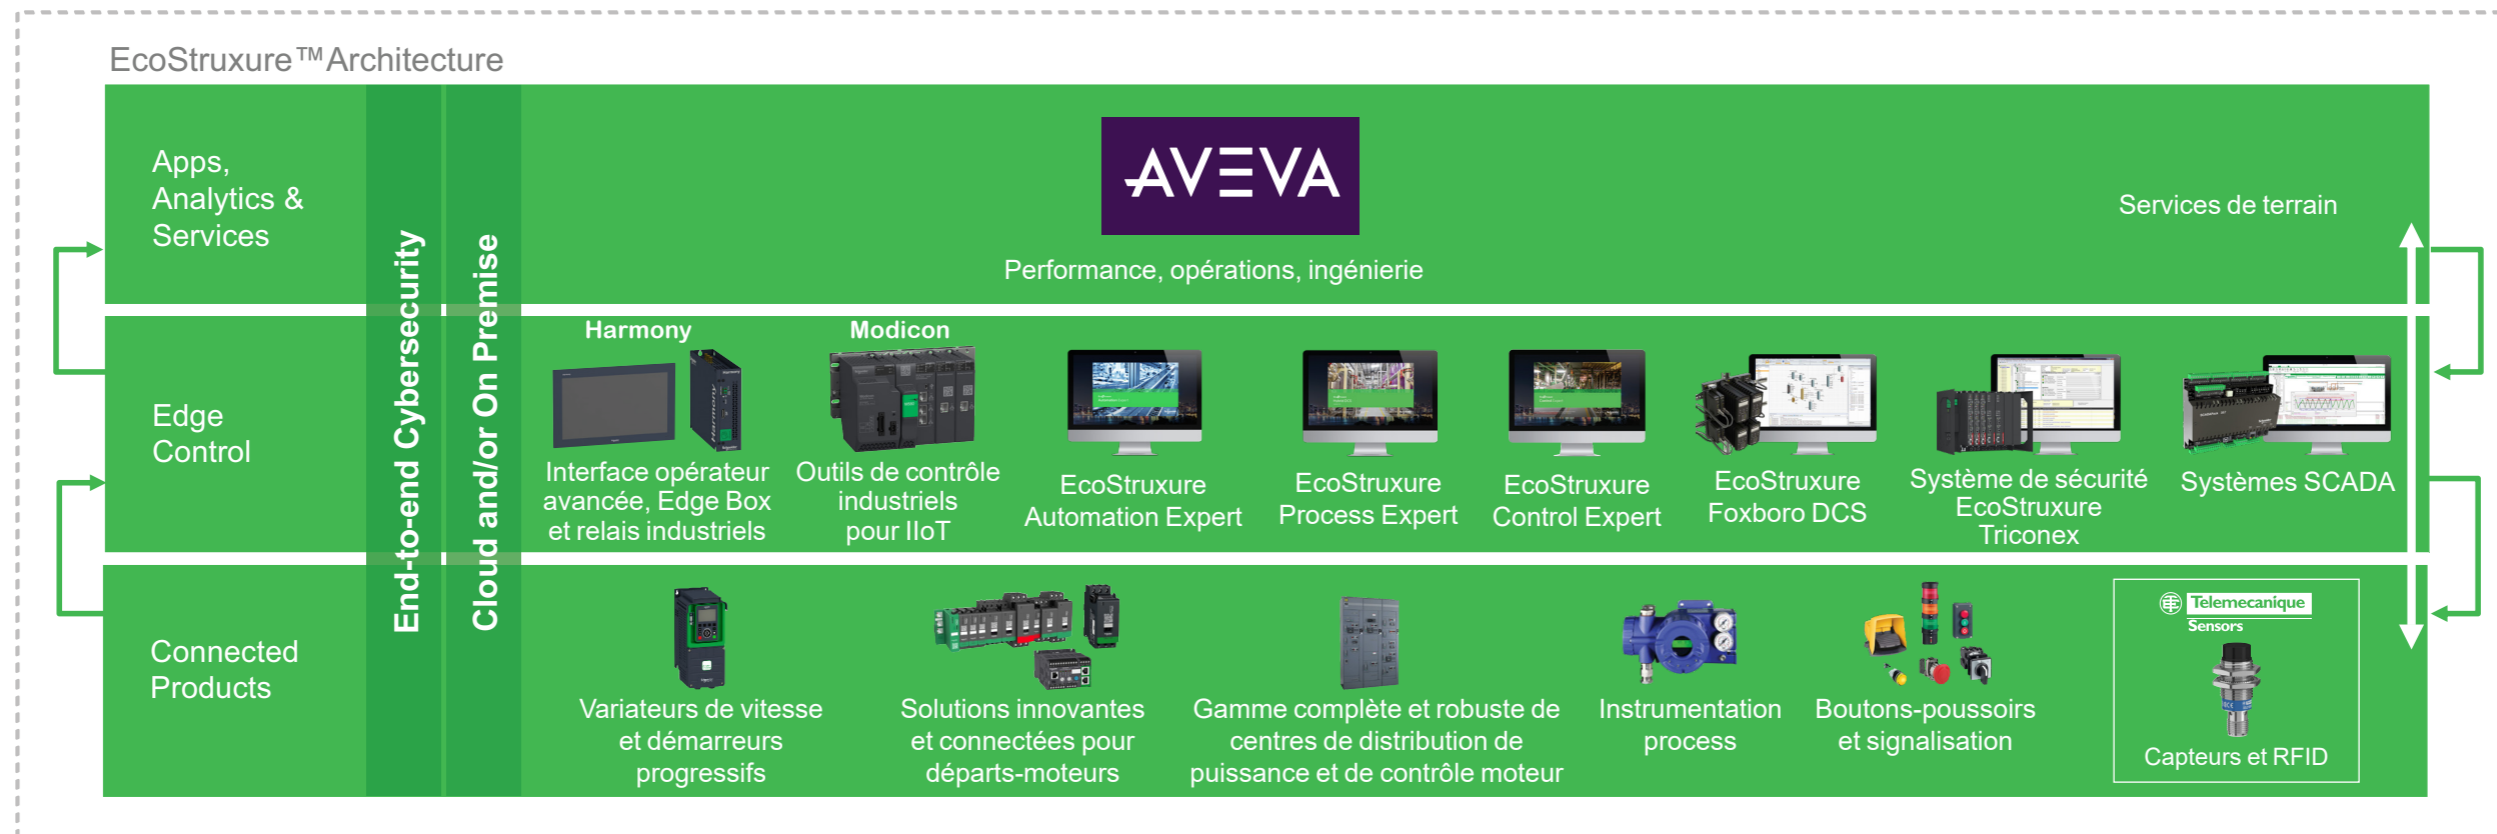 EcoStruxure™Architecture
Apps,
Analytics &
Services
End-to-end Cybersecurity
Cloud and/or On Premise
AVEVA
Performance, opérations, ingénierie
Services de terrain
Edge
Control
Harmony
Harmony
Interface opérateur
avancée, Edge Box
et relais industriels
Modicon
Outils de contrôle
industriels
pour IIoT
EcoStruxure
Automation Expert
EcoStruxure
Process Expert
EcoStruxure
Control Expert
EcoStruxure
Foxboro DCS
Système de sécurité
EcoStruxure
Triconex
Systèmes SCADA
Connected
Products
Variateurs de vitesse
et démarreurs
progressifs
Solutions innovantes
et connectées pour
départs-moteurs
Gamme complète et robuste de
centres de distribution de
puissance et de contrôle moteur
Instrumentation
process
Boutons-poussoirs
et signalisation
Telemecanique
Sensors
Capteurs et RFID